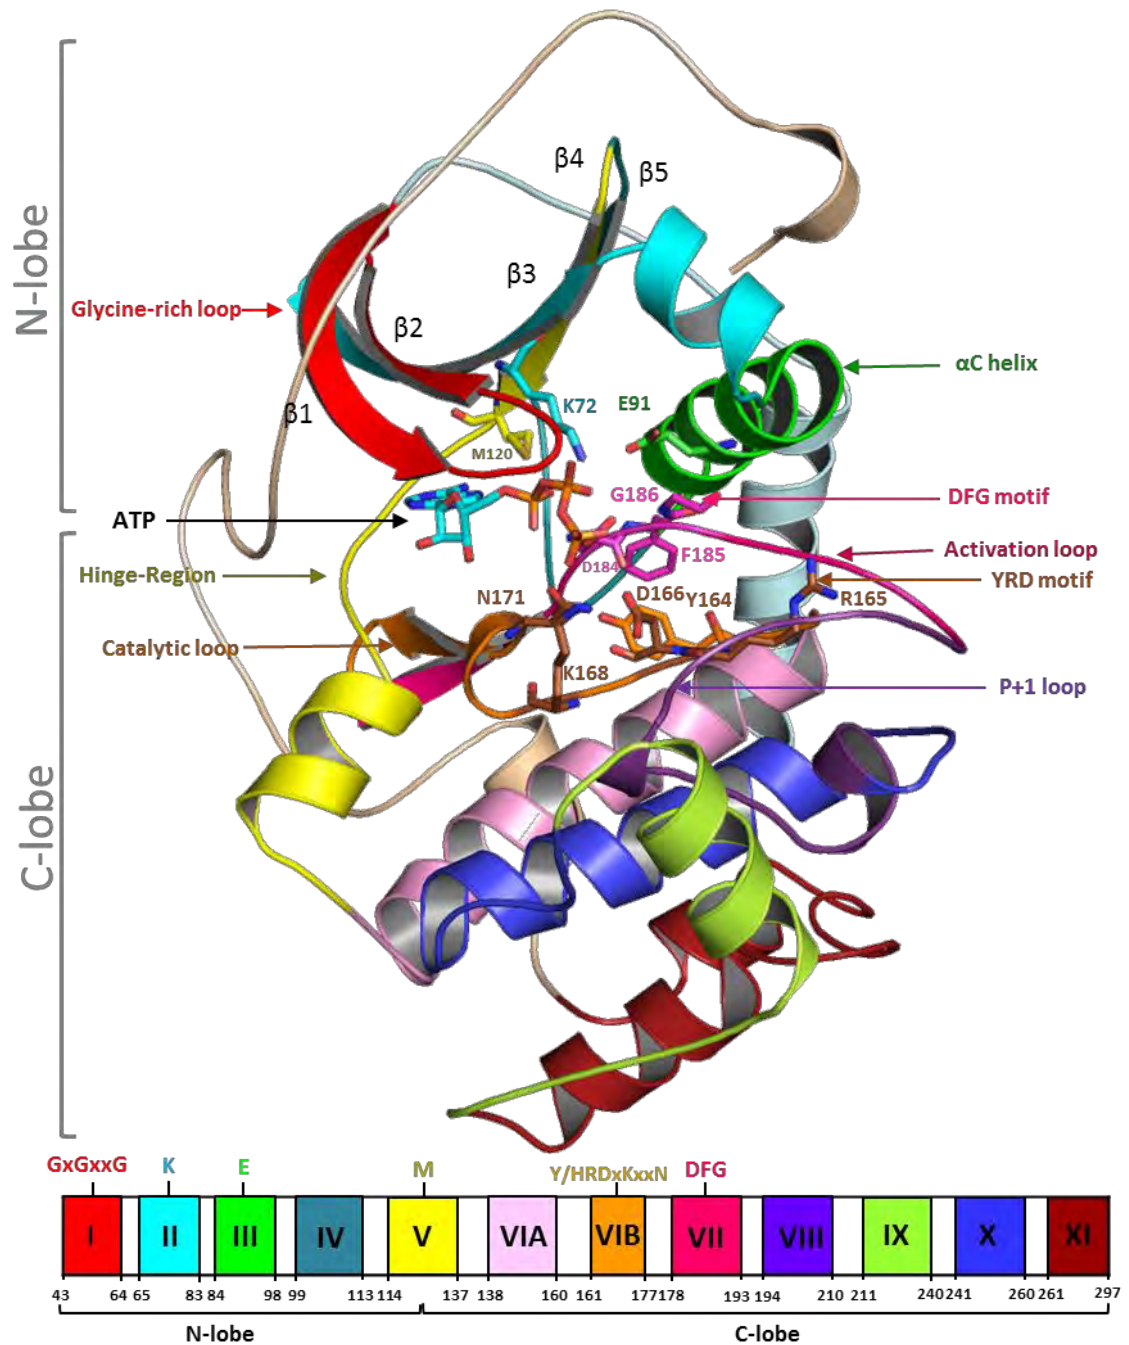 β4
β5
N-lobe
β3
Glycine-rich loop
β2
αC helix
β1
K72
E91
M120
G186
DFG motif
ATP
Activation loop
D184
F185
Hinge-Region
YRD motif
N171
D166
Y164
R165
Catalytic loop
K168
P+1 loop
C-lobe
GxGxxG K E M Y/HRDxKxxN DFG
I II III IV V VIA VIB VII VIII IX X XI
43 64 65 83 84 98 99 113 114 137 138 160 161 177 178 193 194 210 211 240 241 260 261 297
N-lobe C-lobe